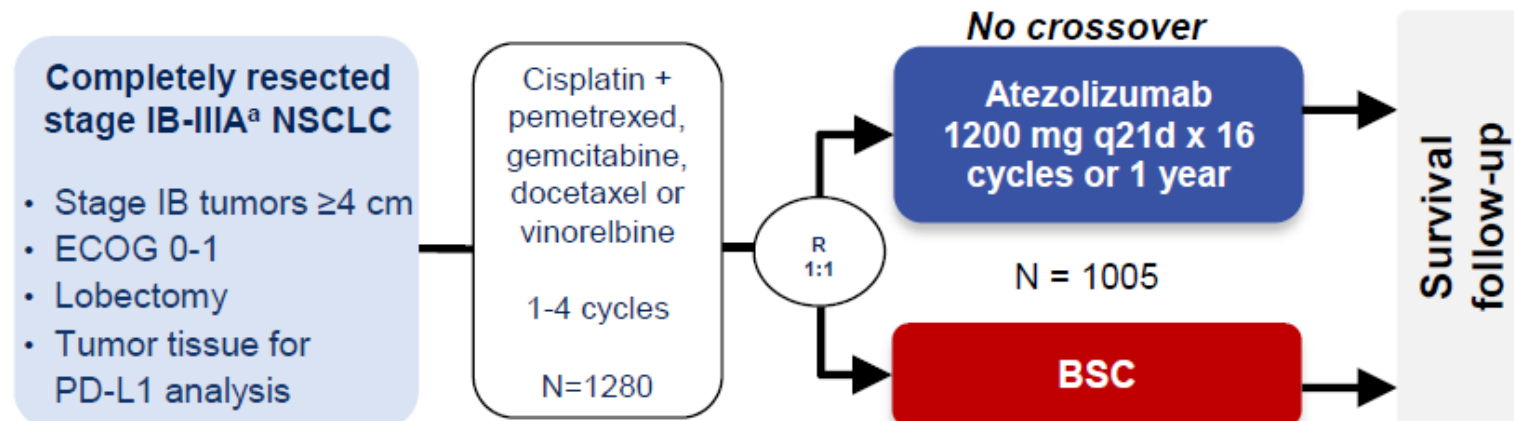 Completely resected
stage IB-IIIAᵃ NSCLC
• Stage IB tumors ≥4 cm
• ECOG 0-1
• Lobectomy
• Tumor tissue for
PD-L1 analysis
Cisplatin +
pemetrexed,
gemcitabine,
docetaxel or
vinorelbine
1-4 cycles
N=1280
R
1:1
No crossover
Atezolizumab
1200 mg q21d x 16
cycles or 1 year
N = 1005
BSC
Survival
follow-up